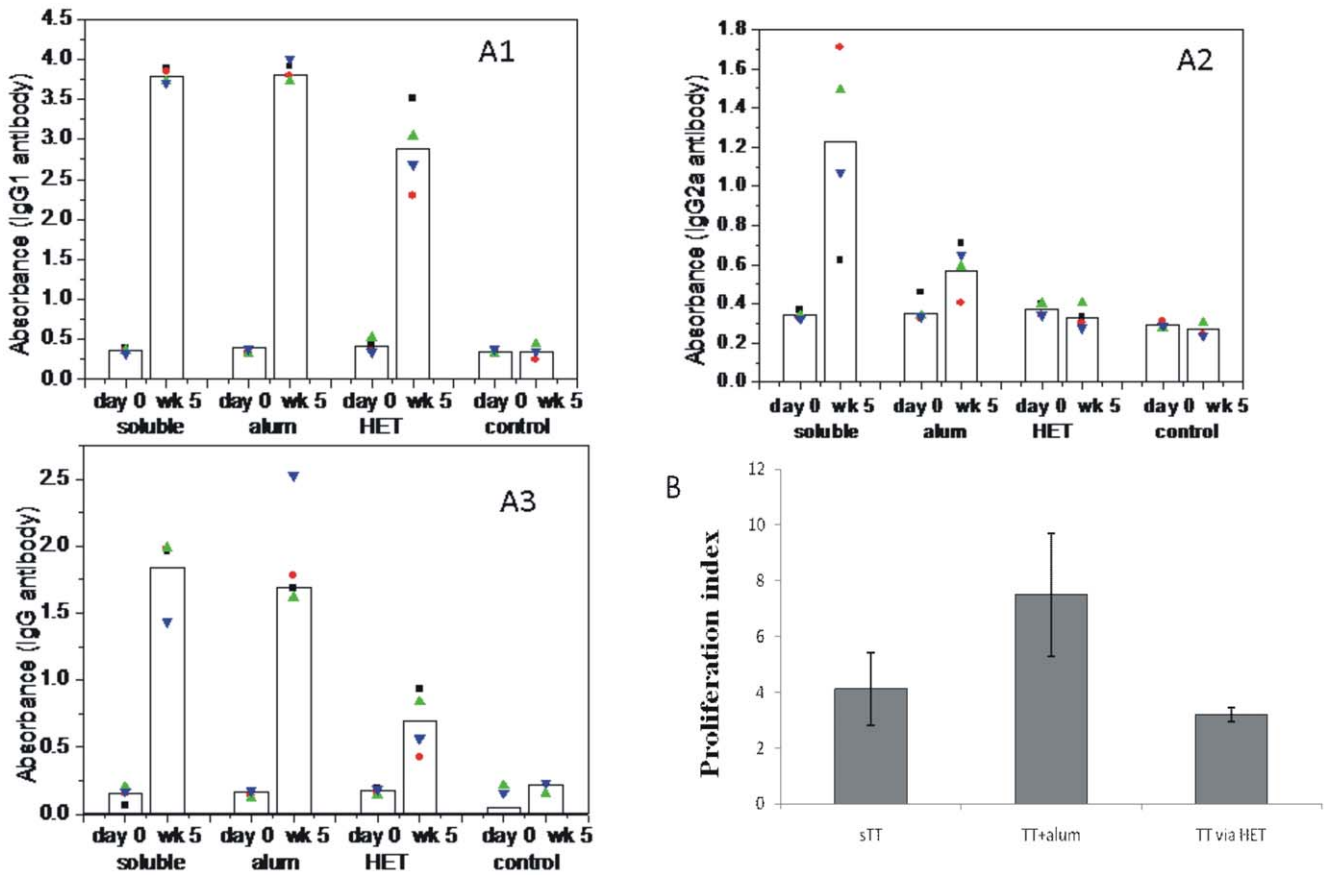 A1
Absorbance (IgG1 antibody)
4.5
4.0
3.5
3.0
2.5
2.0
1.5
1.0
0.5
0.0
day 0 wk 5 day 0 wk 5 day 0 wk 5 day 0 wk 5
soluble alum HET control
A2
Absorbance (IgG2a antibody)
1.8
1.6
1.4
1.2
1.0
0.8
0.6
0.4
0.2
0.0
day 0 wk 5 day 0 wk 5 day 0 wk 5 day 0 wk 5
soluble alum HET control
A3
Absorbance (IgG antibody)
2.5
2.0
1.5
1.0
0.5
0.0
day 0 wk 5 day 0 wk 5 day 0 wk 5 day 0 wk 5
soluble alum HET control
B
Proliferation index
12
10
8
6
4
2
0
sTT TT+alum TT via HET